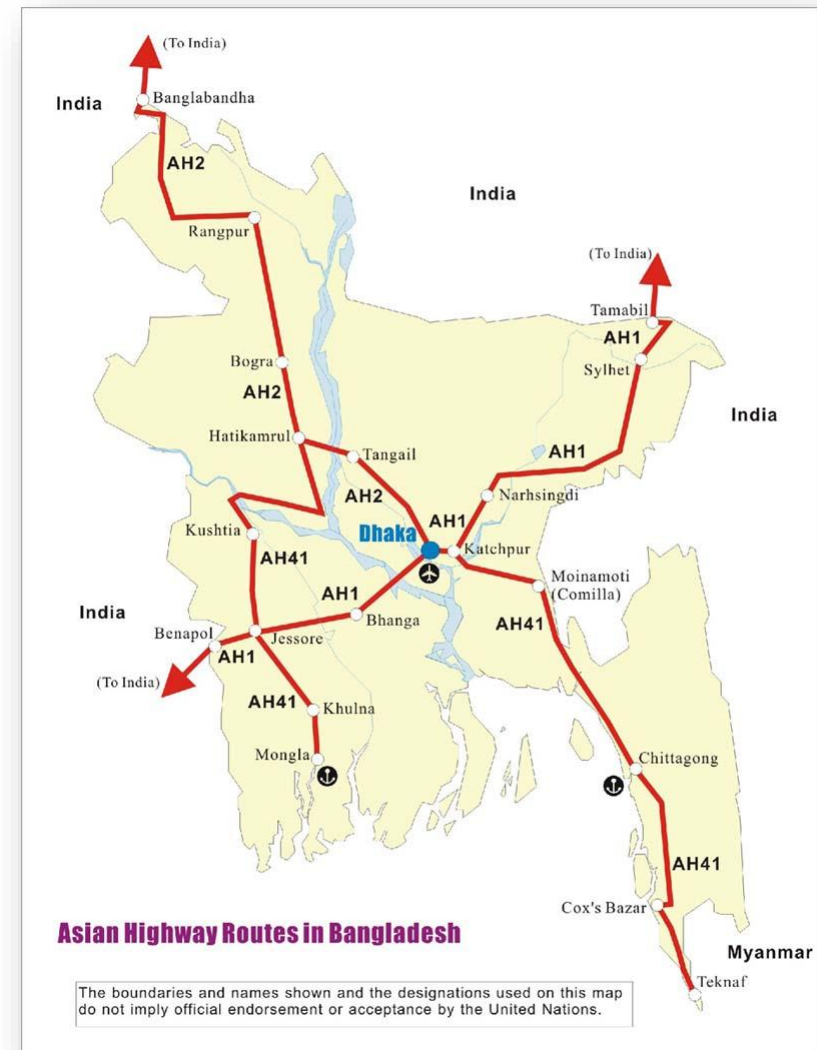 (To India)
Banglabandha
India
AH2
India
Rangpur
(To India)
Tamabil
AH1
Sylhet
Bogra
AH2
India
Hatikamrul
Tangail
AH1
AH2
Narhsingdi
Kushtia
Dhaka
AH1
Katchpur
AH41
Moinamoti
(Comilla)
AH1
India
Bhanga
AH41
Benapol
Jessore
AH1
(To India)
AH41
Khulna
Mongla
Chittagong
AH41
Cox's Bazar
Asian Highway Routes in Bangladesh
Myanmar
Teknaf
The boundaries and names shown and the designations used on this map
do not imply official endorsement or acceptance by the United Nations.